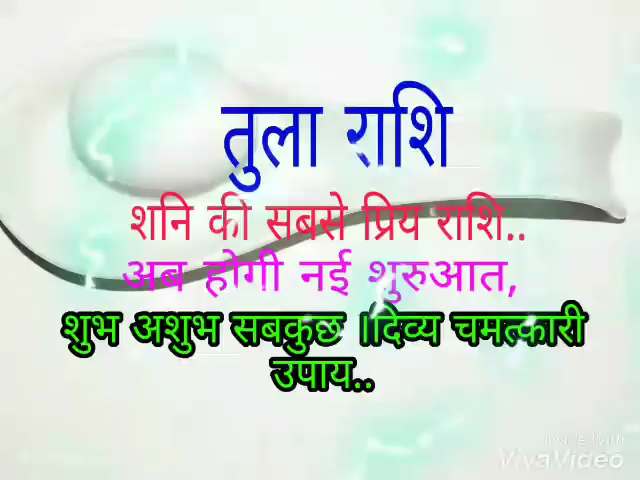 तुला राशि
शनि की सबसे प्रिय राशि..
अब होगी नई शुरुआत,
शुभ अशुभ सबकुछ ।दिव्य चमत्कारी
उपाय..
Made with
VivaVideo